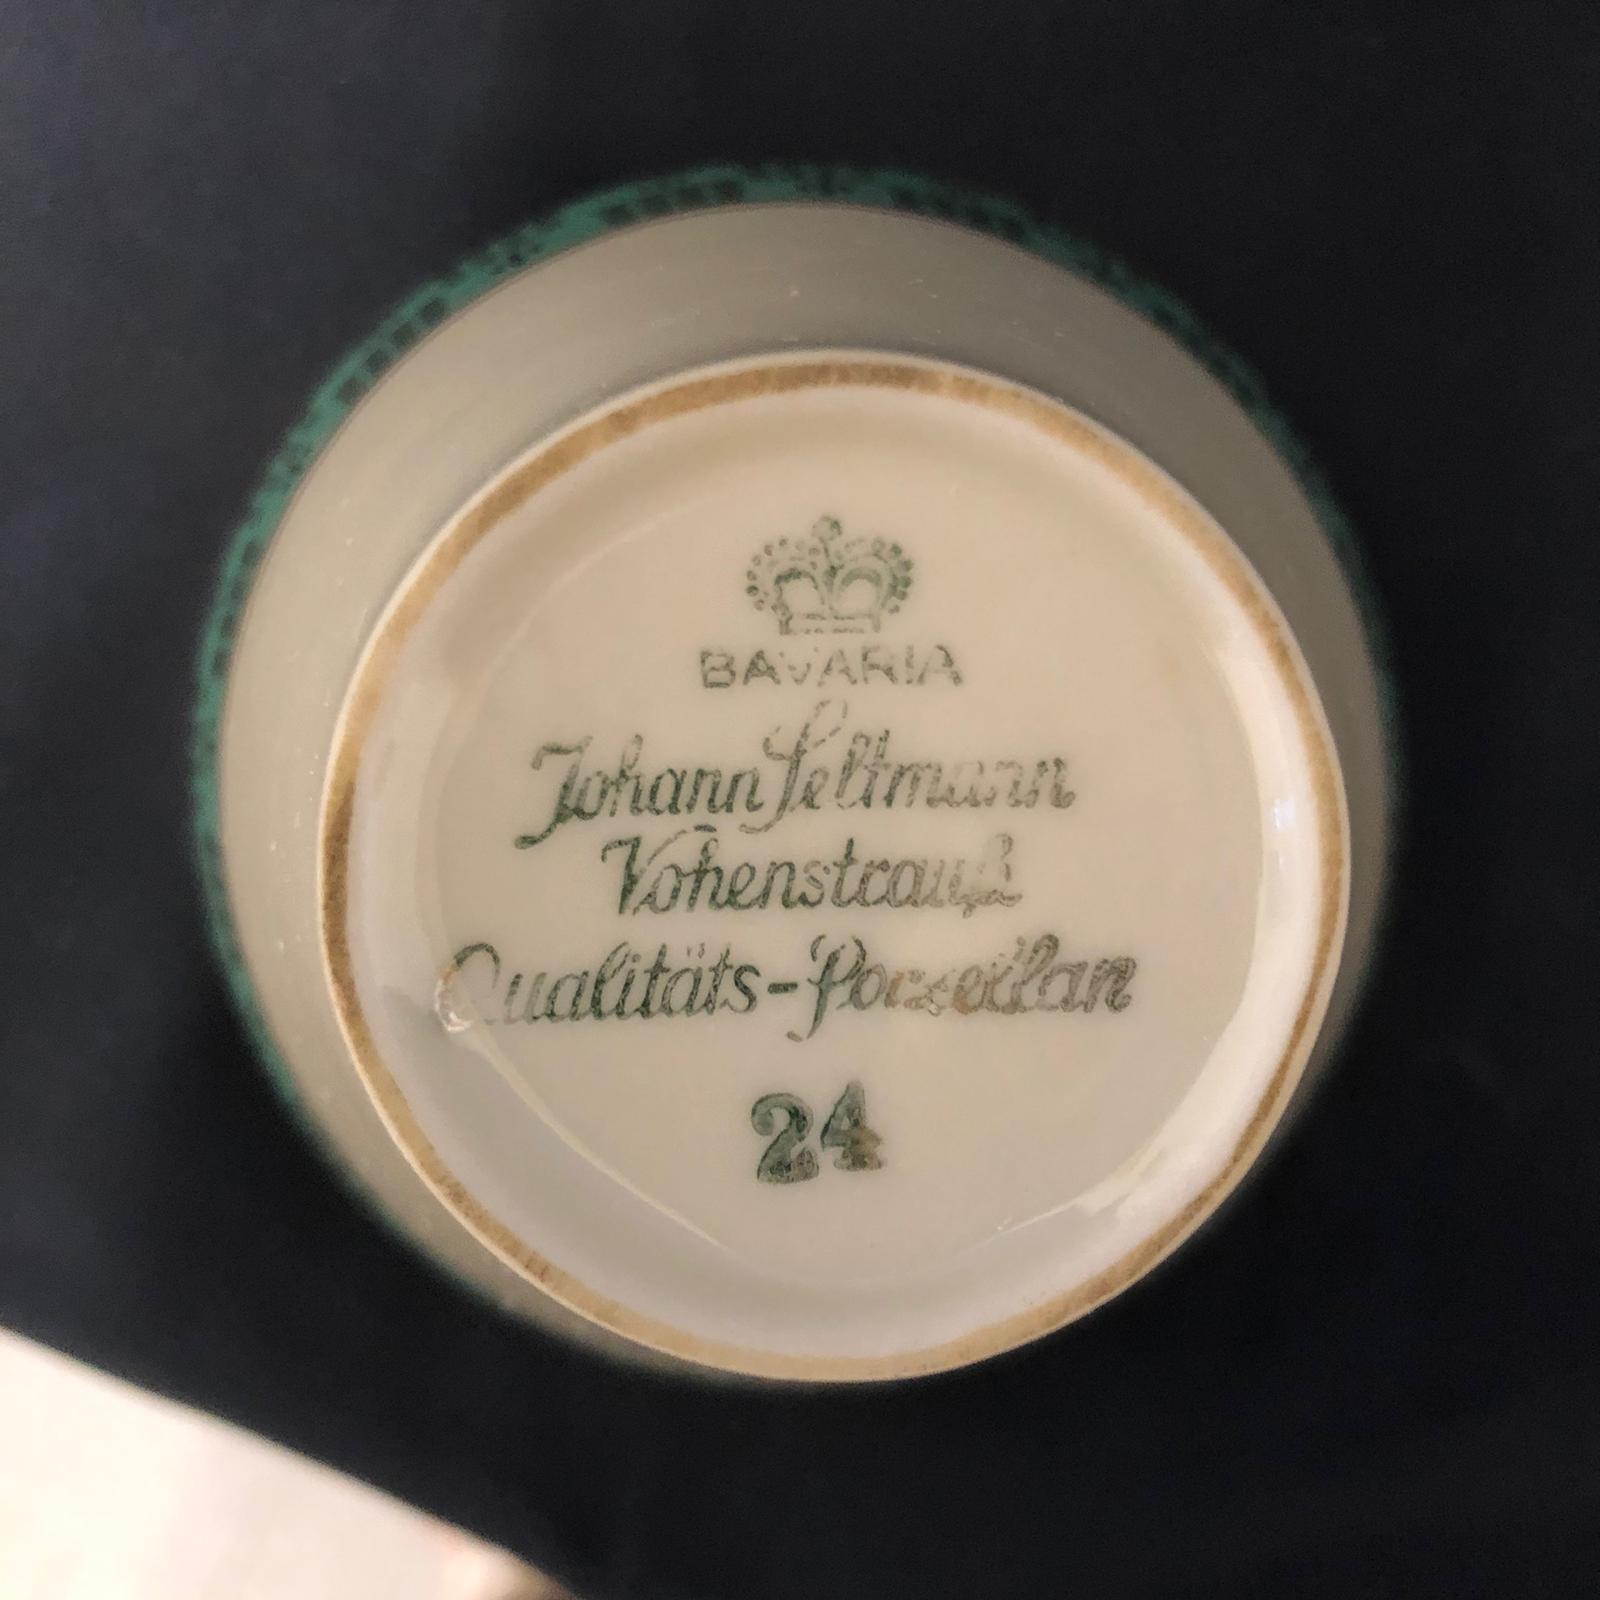 BAVARIA
Johann Seltmann
Vohenstrauß
Qualitäts-Porzellan
24